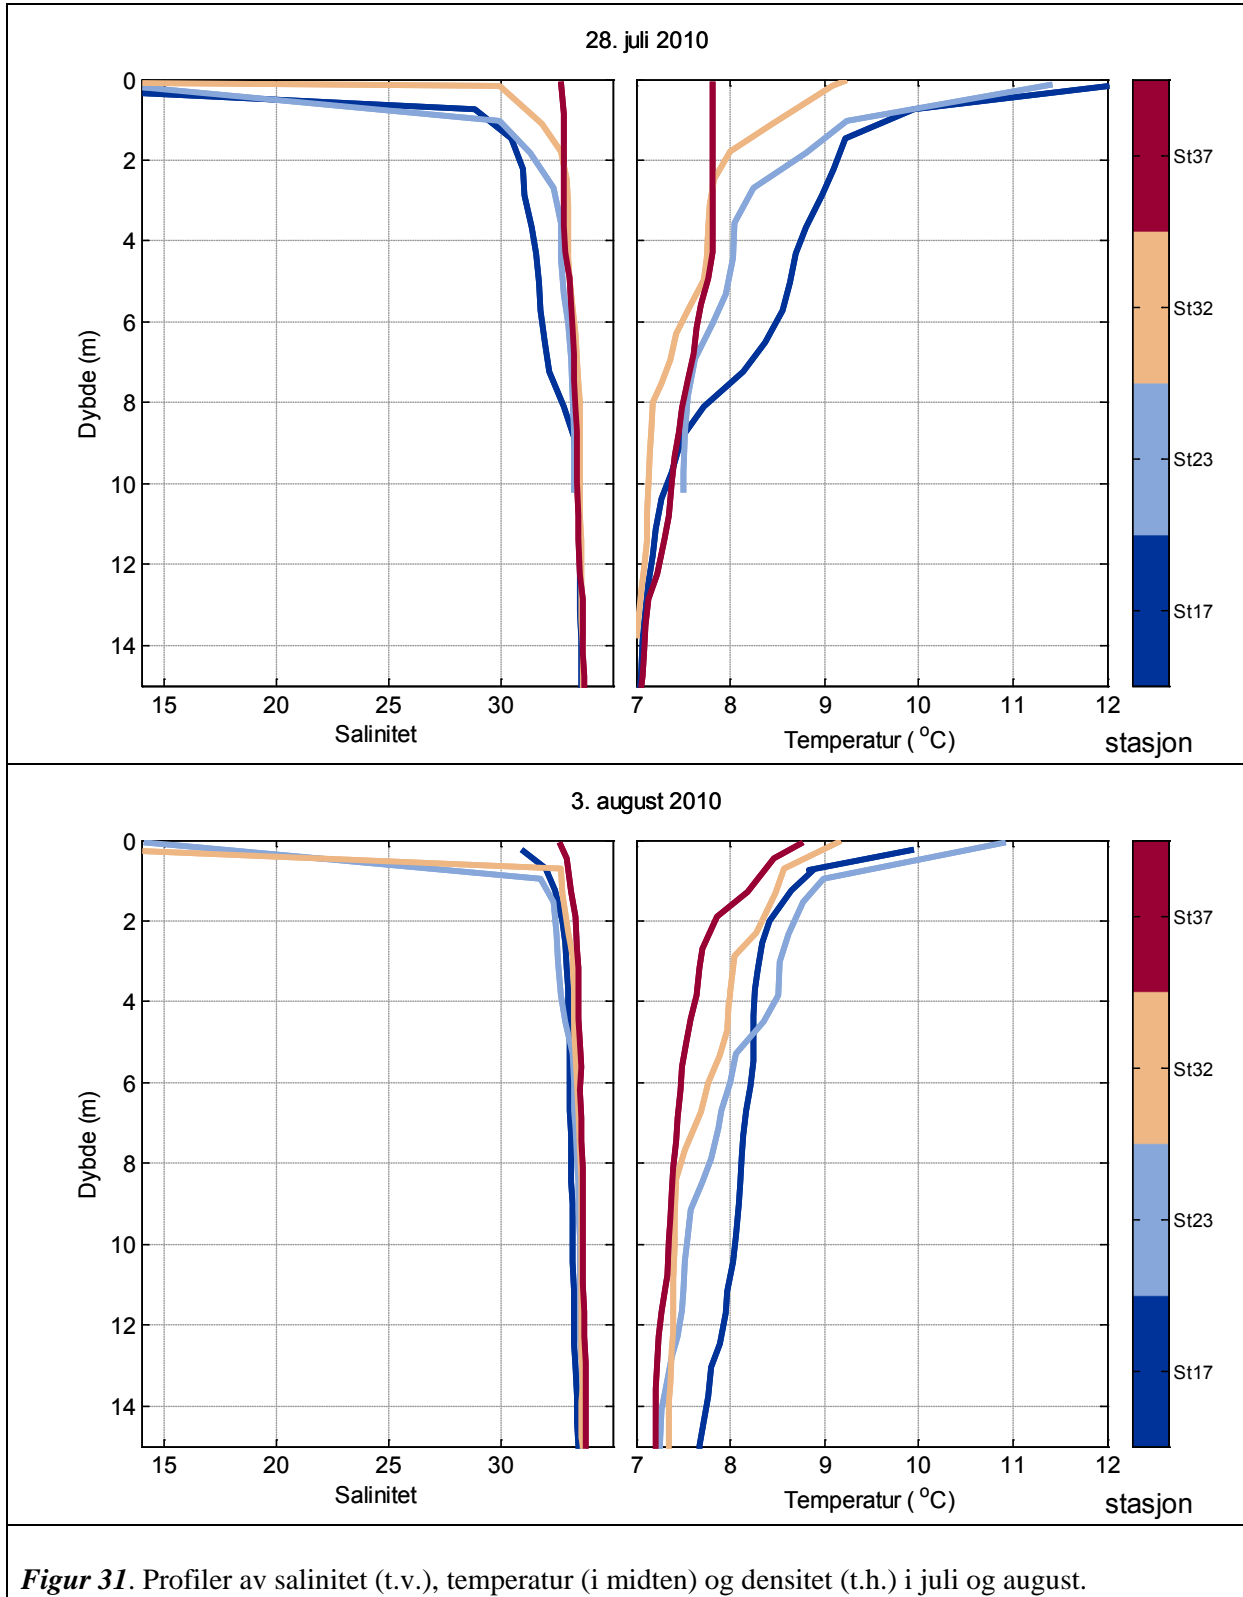 28. juli 2010
0
2
4
6
8
10
12
14
Dybde (m)
15 20 25 30
Salinitet
7 8 9 10 11 12
Temperatur ( °C)
St37
St32
St23
St17
stasjon
3. august 2010
0
2
4
6
8
10
12
14
Dybde (m)
15 20 25 30
Salinitet
7 8 9 10 11 12
Temperatur ( °C)
St37
St32
St23
St17
stasjon
Figur 31. Profiler av salinitet (t.v.), temperatur (i midten) og densitet (t.h.) i juli og august.